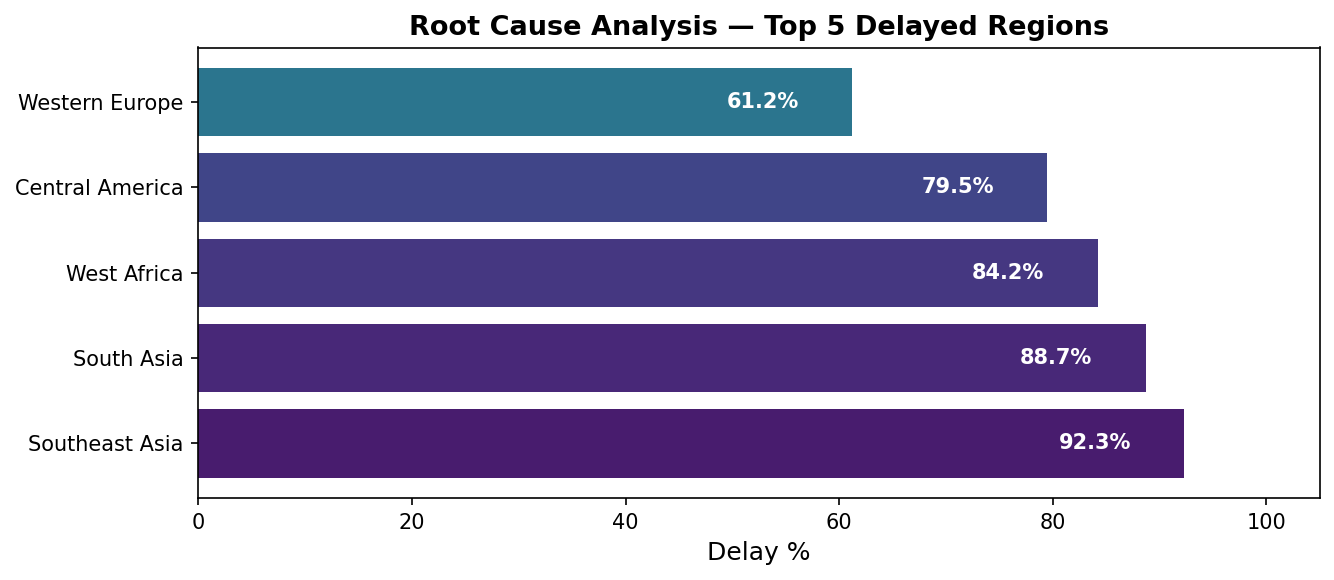 Root Cause Analysis — Top 5 Delayed Regions
Western Europe 61.2%
Central America 79.5%
West Africa 84.2%
South Asia 88.7%
Southeast Asia 92.3%
0 20 40 60 80 100
Delay %